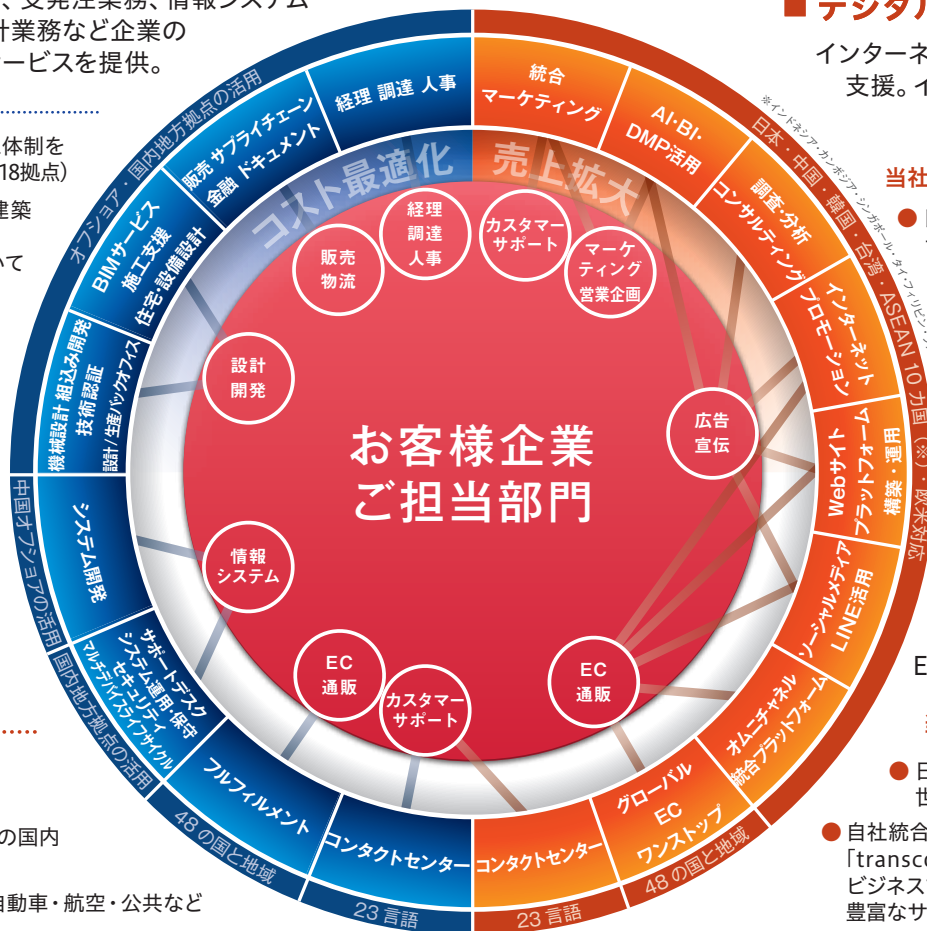 、受発注業務、情報システム
計業務など企業の
サービスを提供。
体制を
18拠点)
建築
いて
の国内
自動車・航空・公共など
■ デジタル
インターネ
支援。イ
当社
E
● 日
世
● 自社統合
「transco
ビジネス
豊富なサ
オフショア・国内地方拠点の活用
中国オフショアの活用
国内地方拠点の活用
48の国と地域
23言語
23言語
48の国と地域
日本・中国・韓国・台湾・ASEAN 10カ国(※)・欧米対応
※インドネシア・カンボジア・シンガポール・タイ・フィリピン・
経理 調達 人事
販売 サプライチェーン
金融 ドキュメント
BIMサービス
施工支援
住宅・設備設計
機械設計 組込み開発
技術認証
設計/生産バックオフィス
システム開発
サポートデスク
システム運用・保守
セキュリティ
マルチデバイスライフサイクル
フルフィルメント
コンタクトセンター
統合
マーケティング
AI・BI・
DMP活用
調査・分析
コンサルティング
インターネット
プロモーション
Webサイト
プラットフォーム
構築・運用
ソーシャルメディア
LINE活用
オムニチャネル
統合プラットフォーム
グローバル
EC
ワンストップ
コンタクトセンター
コスト最適化
売上拡大
経理
調達
人事
販売
物流
設計
開発
情報
システム
EC
通販
カスタマー
サポート
カスタマー
サポート
マーケ
ティング
営業企画
広告
宣伝
EC
通販
お客様企業
ご担当部門